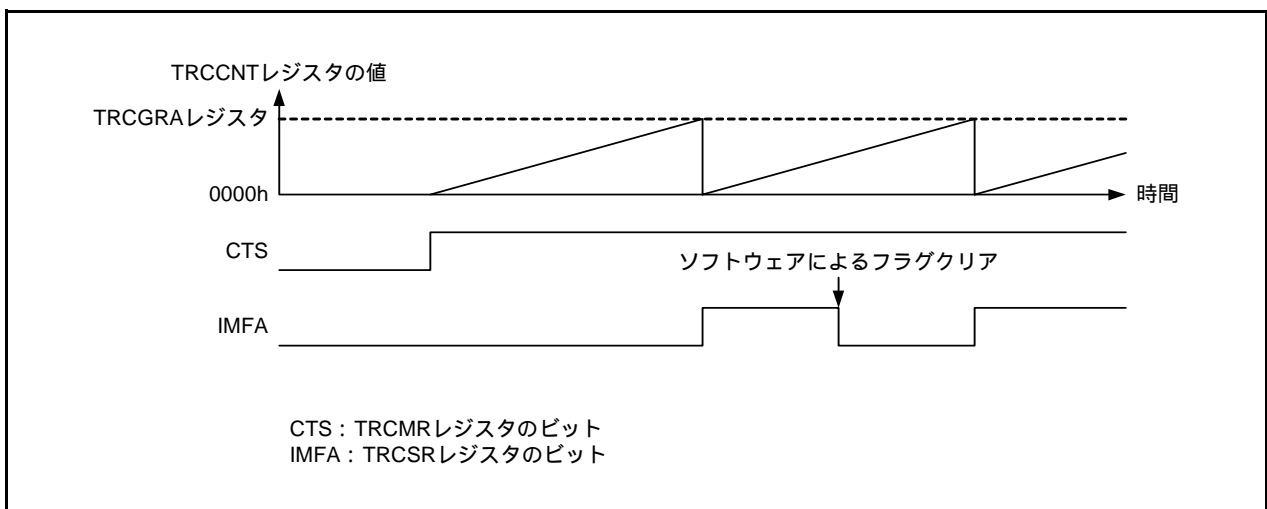 TRCCNTレジスタの値
TRCGRAレジスタ
0000h
時間
CTS
ソフトウェアによるフラグクリア
IMFA
CTS：TRCMRレジスタのビット
IMFA：TRCSRレジスタのビット